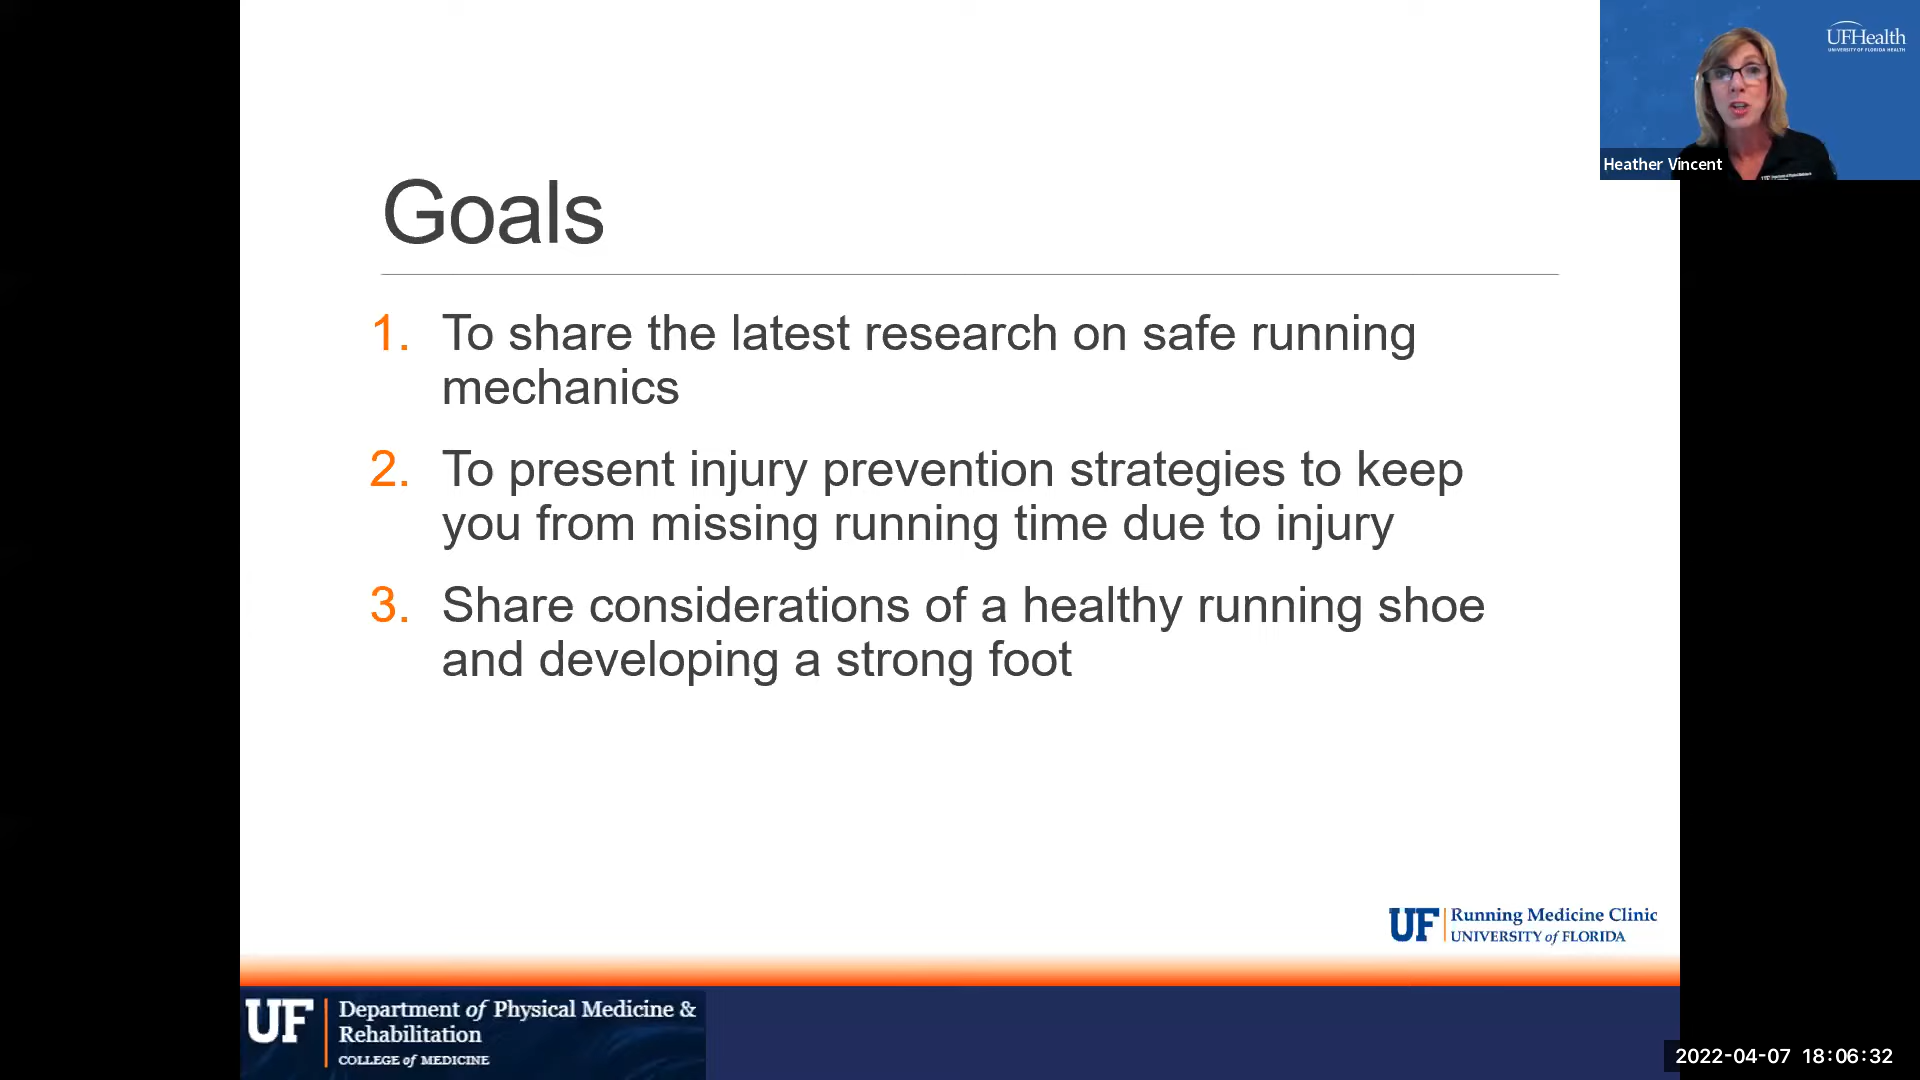 UFHealth
UNIVERSITY OF FLORIDA HEALTH
Heather Vincent
Goals
1. To share the latest research on safe running
mechanics
2. To present injury prevention strategies to keep
you from missing running time due to injury
3. Share considerations of a healthy running shoe
and developing a strong foot
UF Running Medicine Clinic
UNIVERSITY of FLORIDA
UF Department of Physical Medicine &
Rehabilitation
COLLEGE of MEDICINE
2022-04-07 18:06:32